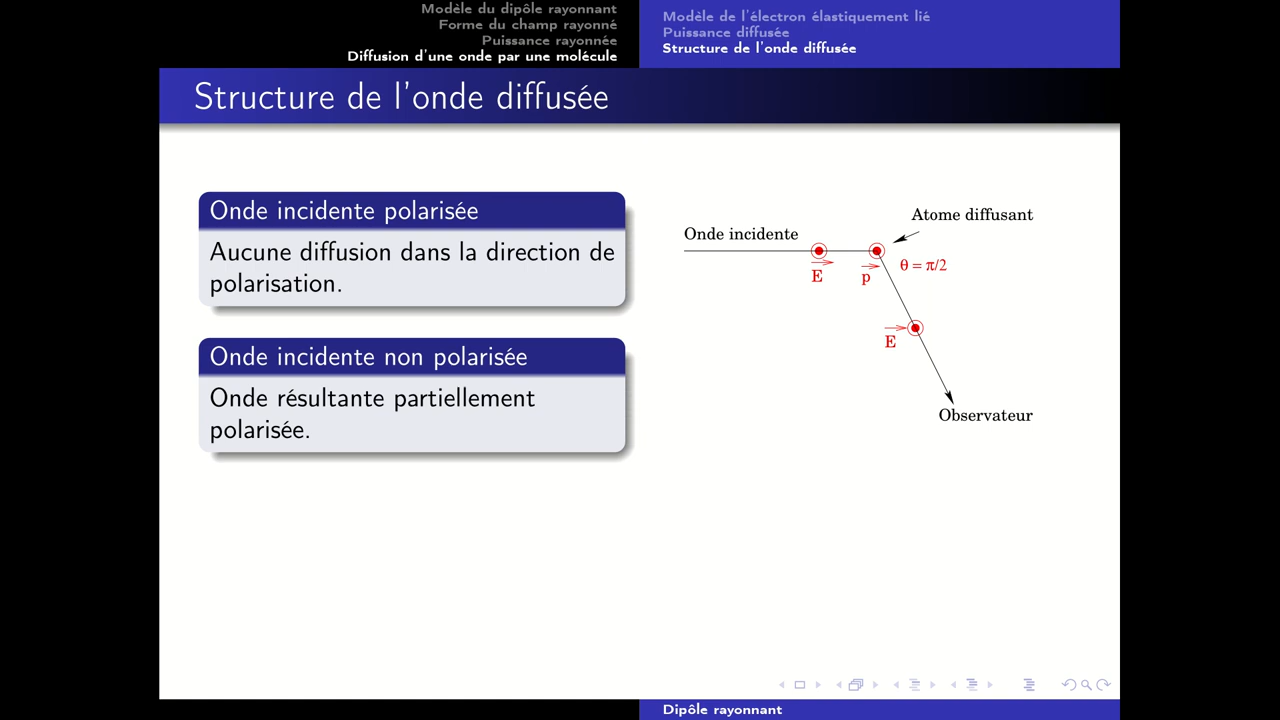 Modèle du dipôle rayonnant
Forme du champ rayonné
Puissance rayonnée
Diffusion d'une onde par une molécule
Modèle de l'électron élastiquement lié
Puissance diffusée
Structure de l'onde diffusée
Structure de l'onde diffusée
Onde incidente polarisée
Aucune diffusion dans la direction de
polarisation.
Onde incidente non polarisée
Onde résultante partiellement
polarisée.
Atome diffusant
Onde incidente
θ = π/2
E
p
E
Observateur
Dipôle rayonnant